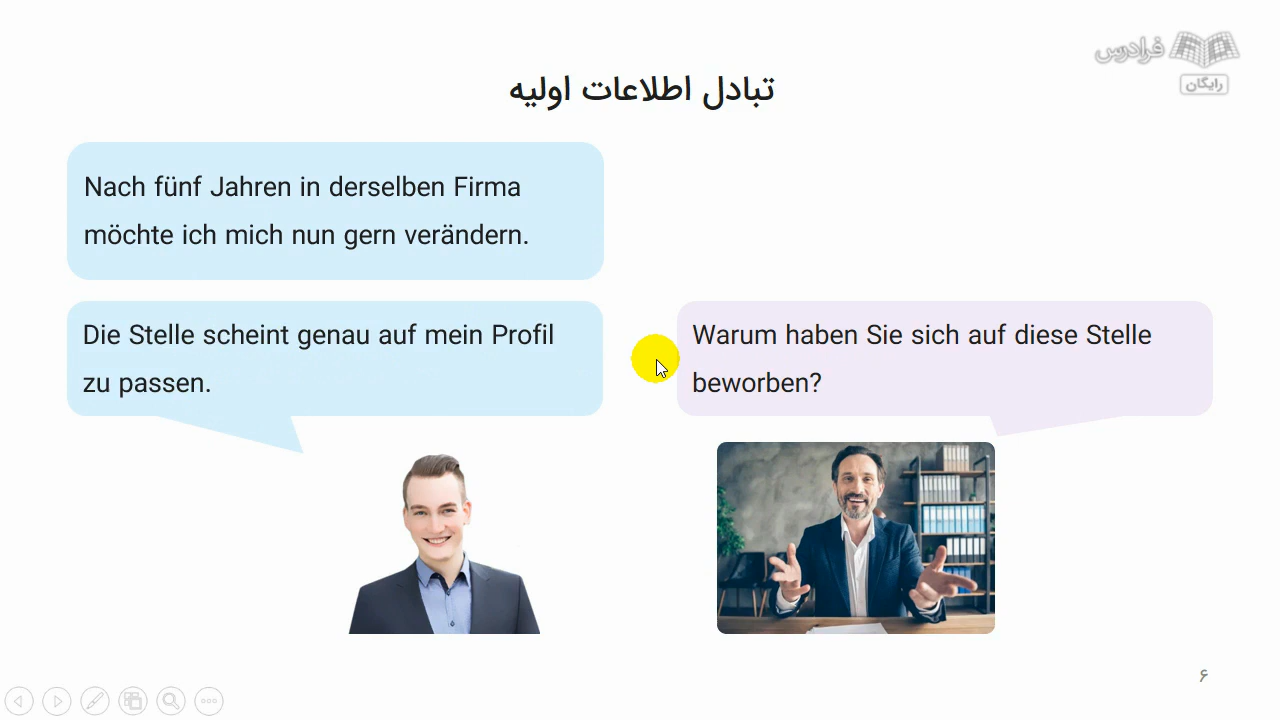 فرادرس
رایگان
تبادل اطلاعات اولیه
Nach fünf Jahren in derselben Firma
möchte ich mich nun gern verändern.
Die Stelle scheint genau auf mein Profil
zu passen.
Warum haben Sie sich auf diese Stelle
beworben?
۶